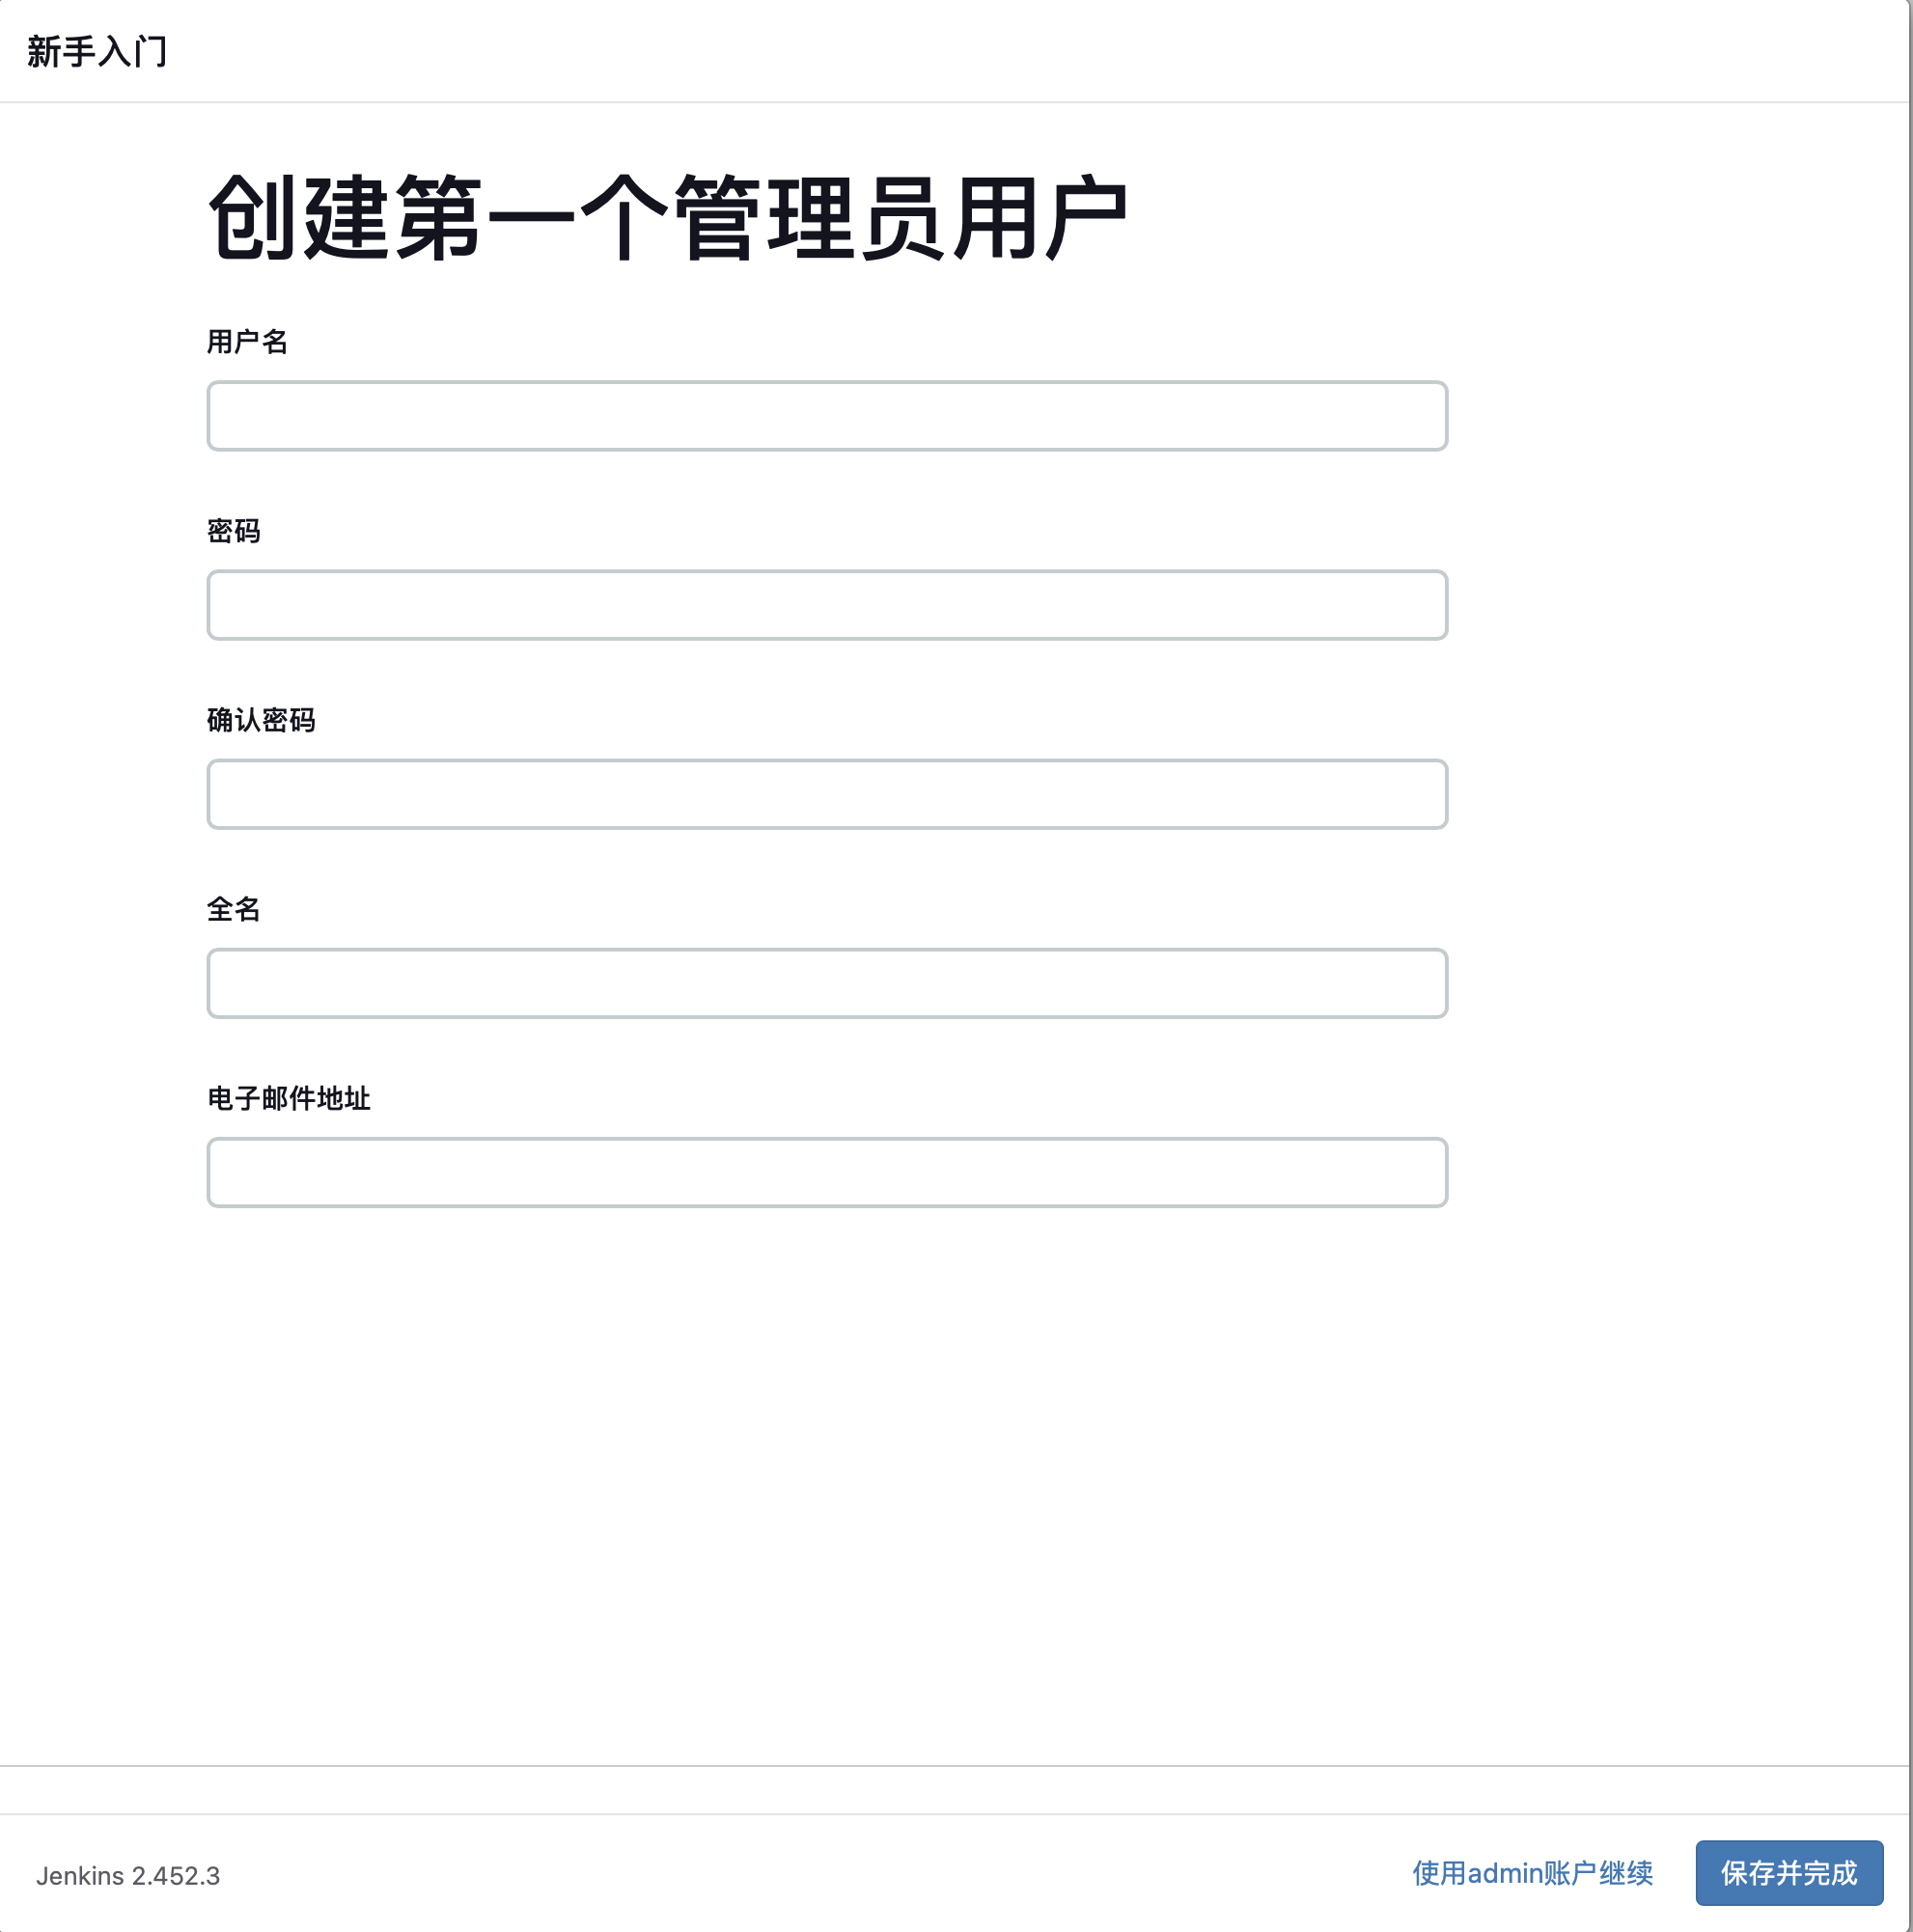 新手入门
创建第一个管理员用户
用户名
密码
确认密码
全名
电子邮件地址
Jenkins 2.452.3
使用admin账户继续
保存并完成